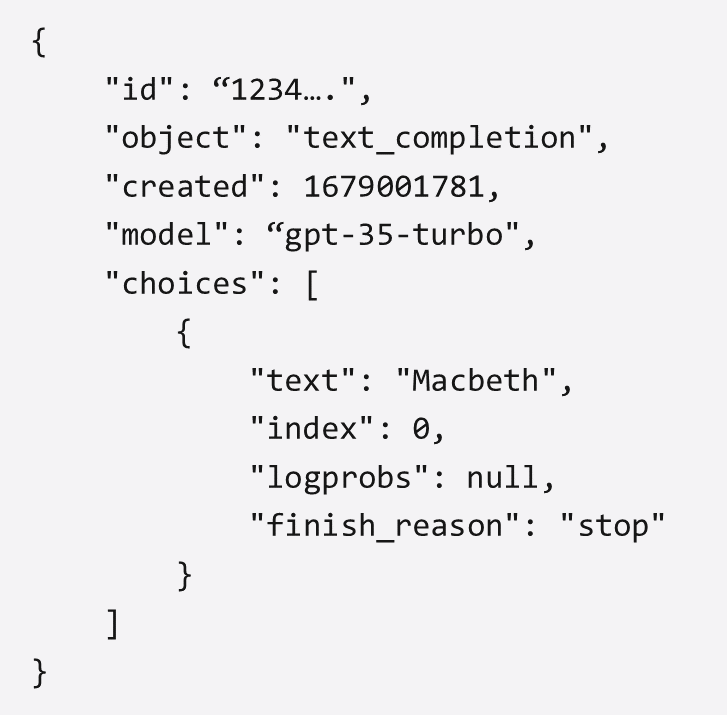 {
"id": “1234….",
"object": "text_completion",
"created": 1679001781,
"model": “gpt-35-turbo",
"choices": [
{
"text": "Macbeth",
"index": 0,
"logprobs": null,
"finish_reason": "stop"
}
]
}